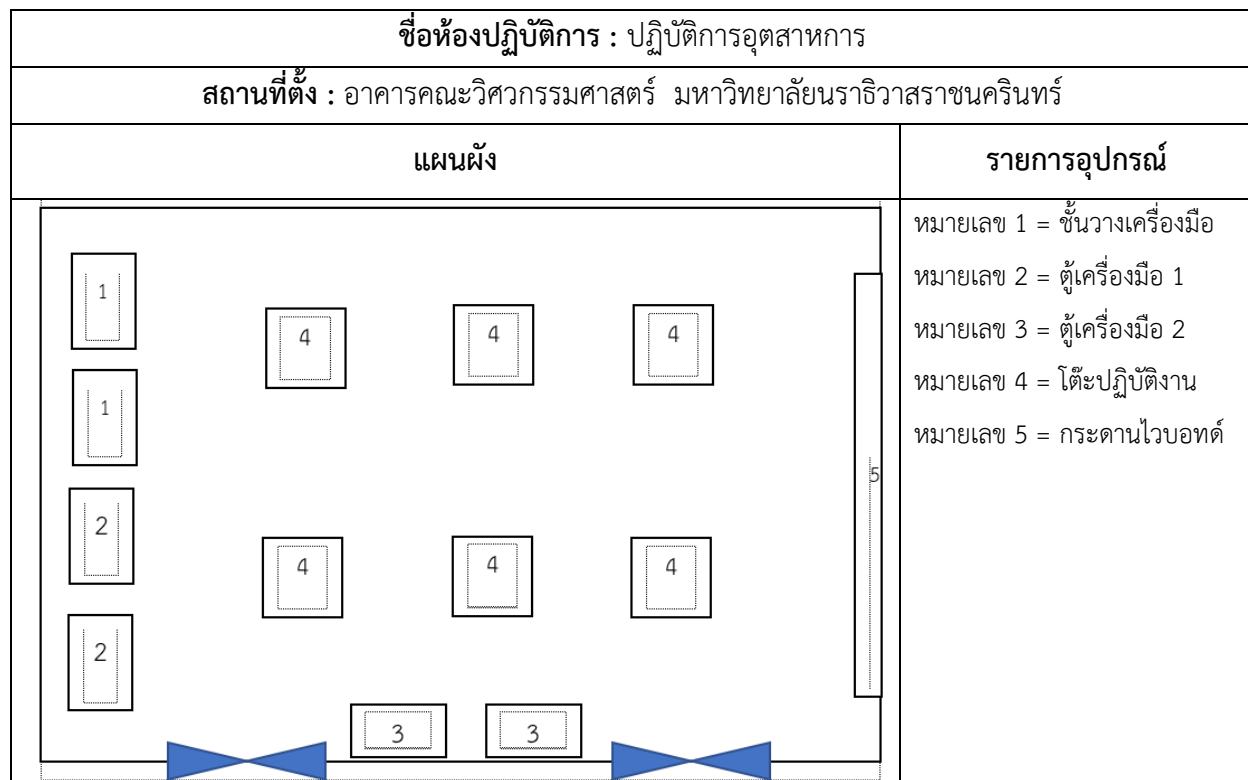 ชื่อห้องปฏิบัติการ : ปฏิบัติการอุตสาหการ
สถานที่ตั้ง : อาคารคณะวิศวกรรมศาสตร์ มหาวิทยาลัยนราธิวาสราชนครินทร์
แผนผัง
รายการอุปกรณ์
1
4
4
4
1
5
2
4
4
4
2
3
3
หมายเลข 1 = ชั้นวางเครื่องมือ
หมายเลข 2 = ตู้เครื่องมือ 1
หมายเลข 3 = ตู้เครื่องมือ 2
หมายเลข 4 = โต๊ะปฏิบัติงาน
หมายเลข 5 = กระดานไวบอทด์